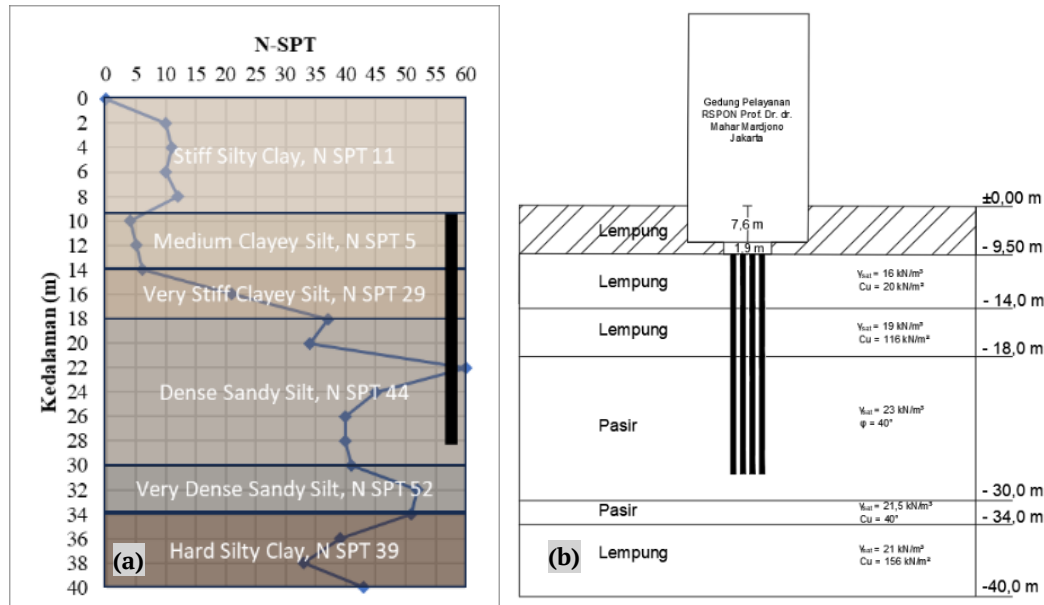 N-SPT
0 5 10 15 20 25 30 35 40 45 50 55 60
Kedalaman (m)
0
2
4
6
8
10
12
14
16
18
20
22
24
26
28
30
32
34
36
38
40
Stiff Silty Clay, N SPT 11
Medium Clayey Silt, N SPT 5
Very Stiff Clayey Silt, N SPT 29
Dense Sandy Silt, N SPT 44
Very Dense Sandy Silt, N SPT 52
Hard Silty Clay, N SPT 39
(a)
Gedung Pelayanan
RSPON Prof. Dr. dr.
Mahar Mardjono
Jakarta
±0,00 m
7,6 m
Lempung
1,9 m
- 9,50 m
Lempung
γsat = 16 kN/m³
Cu = 20 kN/m²
- 14,0 m
Lempung
γsat = 19 kN/m³
Cu = 116 kN/m²
- 18,0 m
Pasir
γsat = 23 kN/m³
φ = 40°
- 30,0 m
Pasir
γsat = 21,5 kN/m³
Cu = 40°
- 34,0 m
Lempung
γsat = 21 kN/m³
Cu = 156 kN/m²
-40,0 m
(b)